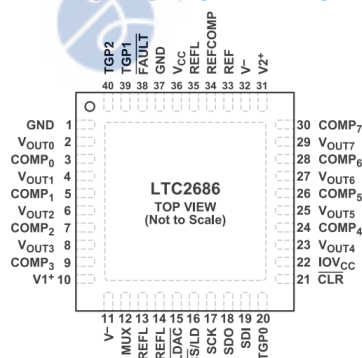 TGP2
TGP1
FAULT
GND
VCC
REFL
REFCOMP
REF
V–
V2+
40 39 38 37 36 35 34 33 32 31
GND 1
VOUT0 2
COMP0 3
VOUT1 4
COMP1 5
VOUT2 6
COMP2 7
VOUT3 8
COMP3 9
V1+ 10
LTC2686
TOP VIEW
(Not to Scale)
30 COMP7
29 VOUT7
28 COMP6
27 VOUT6
26 COMP5
25 VOUT5
24 COMP4
23 VOUT4
22 IOVCC
21 CLR
11 12 13 14 15 16 17 18 19 20
V–
MUX
REFL
REFL
LDAC
S/LD
SCK
SDO
SDI
TGP0